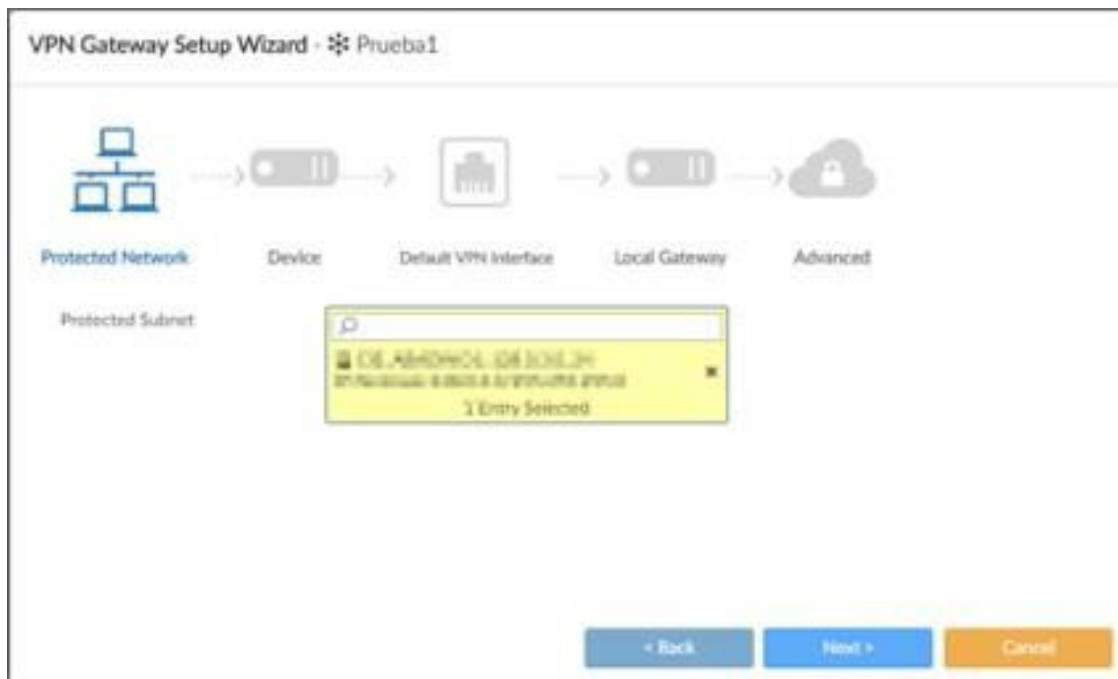 VPN Gateway Setup Wizard - Prueba1
Protected Network
Device
Default VPN Interface
Local Gateway
Advanced
Protected Subnet
1 Entry Selected
< Back
Next >
Cancel